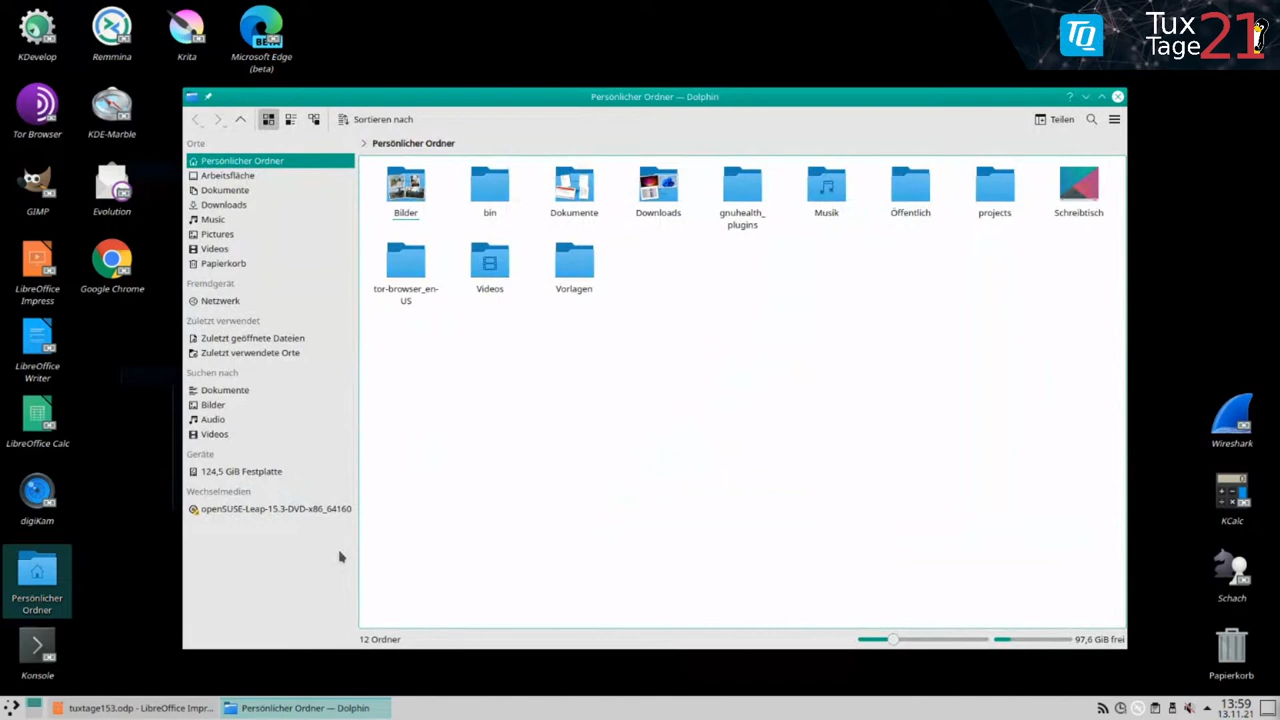 KDevelop
Remmina
Krita
Microsoft Edge
(beta)
BETA
TQ
Tux
Tage
21
Tor Browser
KDE-Marble
GIMP
Evolution
LibreOffice
Impress
Google Chrome
LibreOffice
Writer
LibreOffice Calc
digiKam
Persönlicher
Ordner
Konsole
Persönlicher Ordner — Dolphin
?
Sortieren nach
Teilen
Orte
Persönlicher Ordner
Arbeitsfläche
Dokumente
Downloads
Music
Pictures
Videos
Papierkorb
Fremdgerät
Netzwerk
Zuletzt verwendet
Zuletzt geöffnete Dateien
Zuletzt verwendete Orte
Suchen nach
Dokumente
Bilder
Audio
Videos
Geräte
124,5 GiB Festplatte
Wechselmedien
openSUSE-Leap-15.3-DVD-x86_64160
Persönlicher Ordner
Bilder
bin
Dokumente
Downloads
gnuhealth_
plugins
Musik
Öffentlich
projects
Schreibtisch
tor-browser_en-
US
Videos
Vorlagen
12 Ordner
97,6 GiB frei
Wireshark
KCalc
Schach
Papierkorb
tuxtage153.odp - LibreOffice Impr...
Persönlicher Ordner — Dolphin
13:59
13.11.21